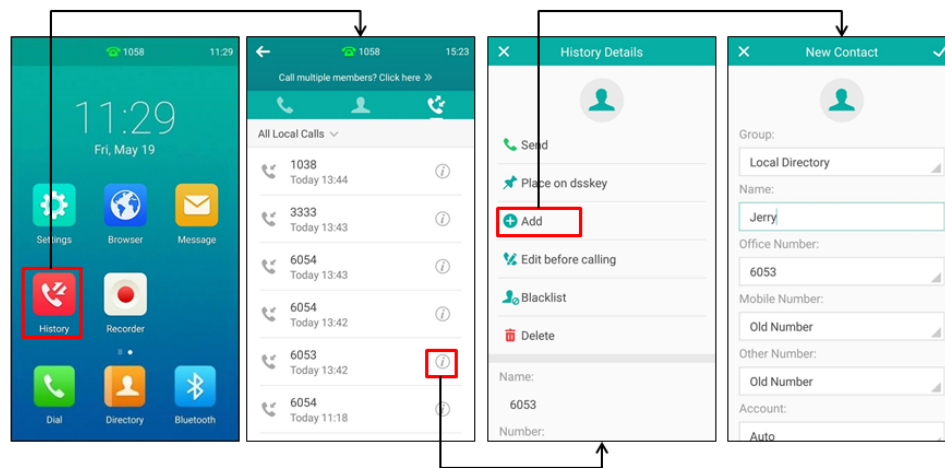 1058 11:29
11:29
Fri, May 19
Settings Browser Message
History Recorder
Dial Directory Bluetooth
1058 15:23
Call multiple members? Click here »
All Local Calls
1038
Today 13:44
3333
Today 13:43
6054
Today 13:43
6054
Today 13:42
6053
Today 13:42
6054
Today 11:18
History Details
Send
Place on dsskey
Add
Edit before calling
Blacklist
Delete
Name:
6053
Number:
New Contact
Group:
Local Directory
Name:
Jerry
Office Number:
6053
Mobile Number:
Old Number
Other Number:
Old Number
Account:
Auto